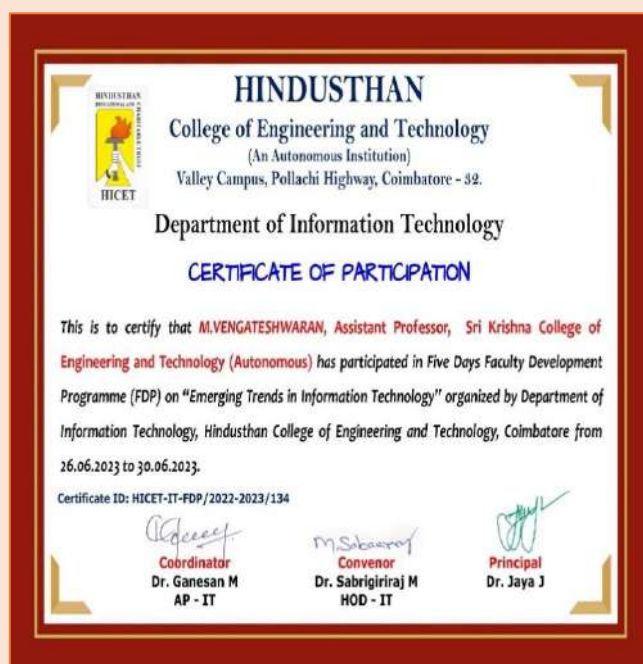 HINDUSTHAN
College of Engineering and Technology
(An Autonomous Institution)
Valley Campus, Pollachi Highway, Coimbatore - 32.
HINDUSTHAN
EDUCATIONAL AND CHARITABLE TRUST
HICET
Department of Information Technology
CERTIFICATE OF PARTICIPATION
This is to certify that M.VENGATESHWARAN, Assistant Professor, Sri Krishna College of
Engineering and Technology (Autonomous) has participated in Five Days Faculty Development
Programme (FDP) on “Emerging Trends in Information Technology” organized by Department of
Information Technology, Hindusthan College of Engineering and Technology, Coimbatore from
26.06.2023 to 30.06.2023.
Certificate ID: HICET-IT-FDP/2022-2023/134
Coordinator
Dr. Ganesan M
AP - IT
Convenor
Dr. Sabrigiriraj M
HOD - IT
Principal
Dr. Jaya J